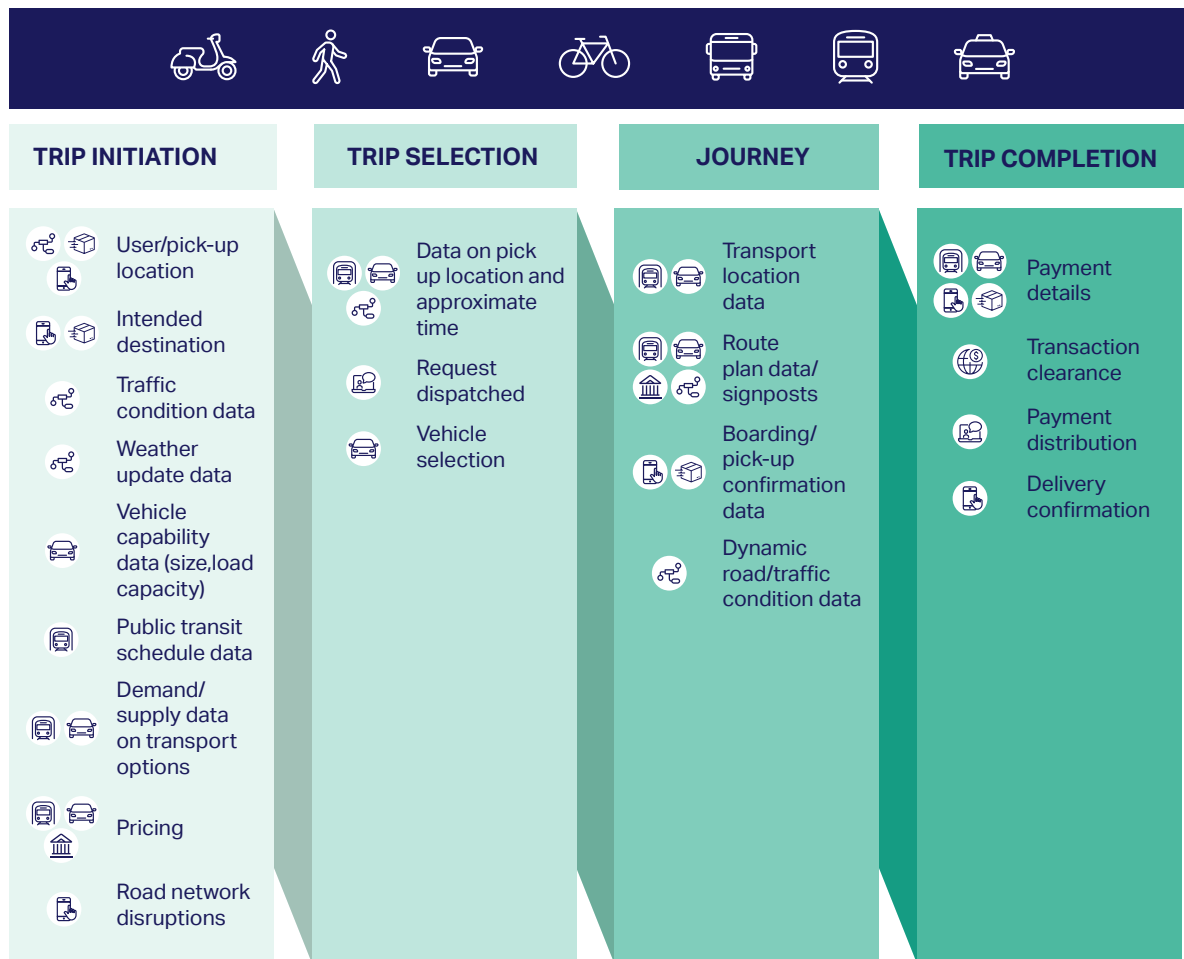 TRIP INITIATION
TRIP SELECTION
JOURNEY
TRIP COMPLETION
User/pick-up
location
Intended
destination
Traffic
condition data
Weather
update data
Vehicle
capability
data (size,load
capacity)
Public transit
schedule data
Demand/
supply data
on transport
options
Pricing
Road network
disruptions
Data on pick
up location and
approximate
time
Request
dispatched
Vehicle
selection
Transport
location
data
Route
plan data/
signposts
Boarding/
pick-up
confirmation
data
Dynamic
road/traffic
condition data
Payment
details
Transaction
clearance
Payment
distribution
Delivery
confirmation